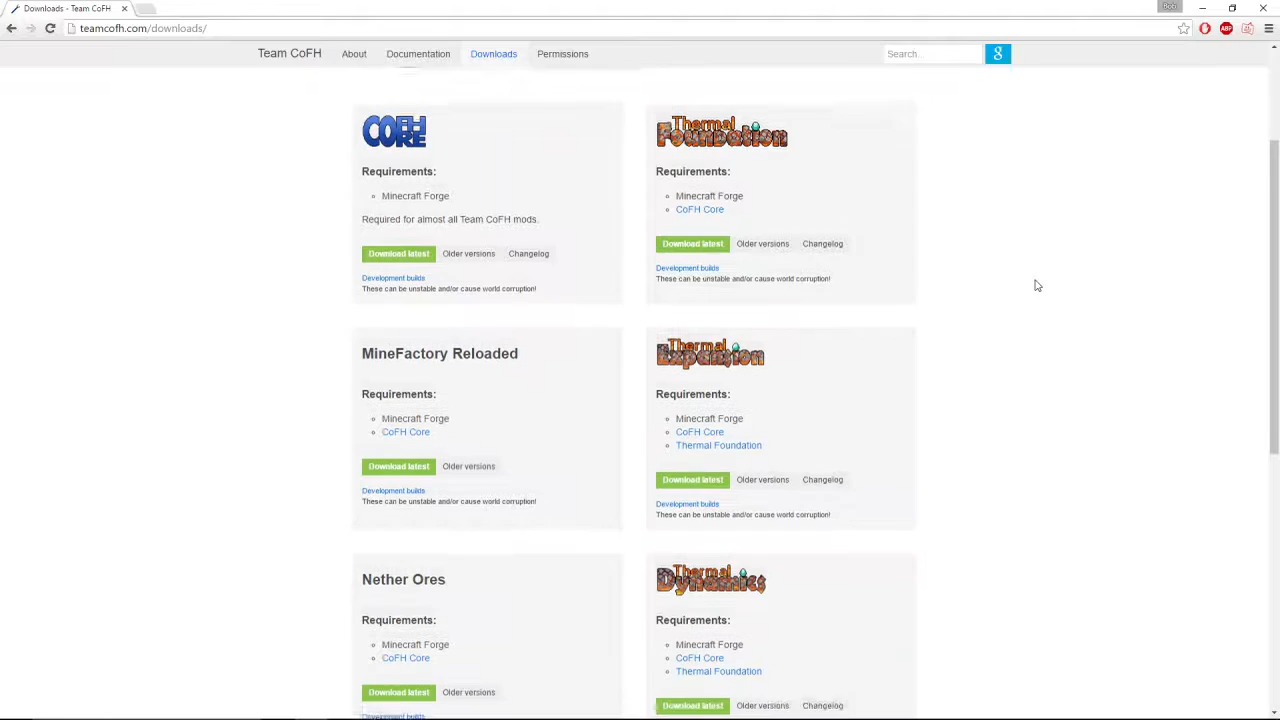 Downloads - Team CoFH
Bob
teamcofh.com/downloads/
ABP
Team CoFH
About
Documentation
Downloads
Permissions
Search...
COFH
CORE
Requirements:
Minecraft Forge
Required for almost all Team CoFH mods.
Download latest
Older versions
Changelog
Development builds
These can be unstable and/or cause world corruption!
Thermal
Foundation
Requirements:
Minecraft Forge
CoFH Core
Download latest
Older versions
Changelog
Development builds
These can be unstable and/or cause world corruption!
MineFactory Reloaded
Requirements:
Minecraft Forge
CoFH Core
Download latest
Older versions
Development builds
These can be unstable and/or cause world corruption!
Thermal
Expansion
Requirements:
Minecraft Forge
CoFH Core
Thermal Foundation
Download latest
Older versions
Changelog
Development builds
These can be unstable and/or cause world corruption!
Nether Ores
Requirements:
Minecraft Forge
CoFH Core
Download latest
Older versions
Development builds
Thermal
Dynamics
Requirements:
Minecraft Forge
CoFH Core
Thermal Foundation
Download latest
Older versions
Changelog